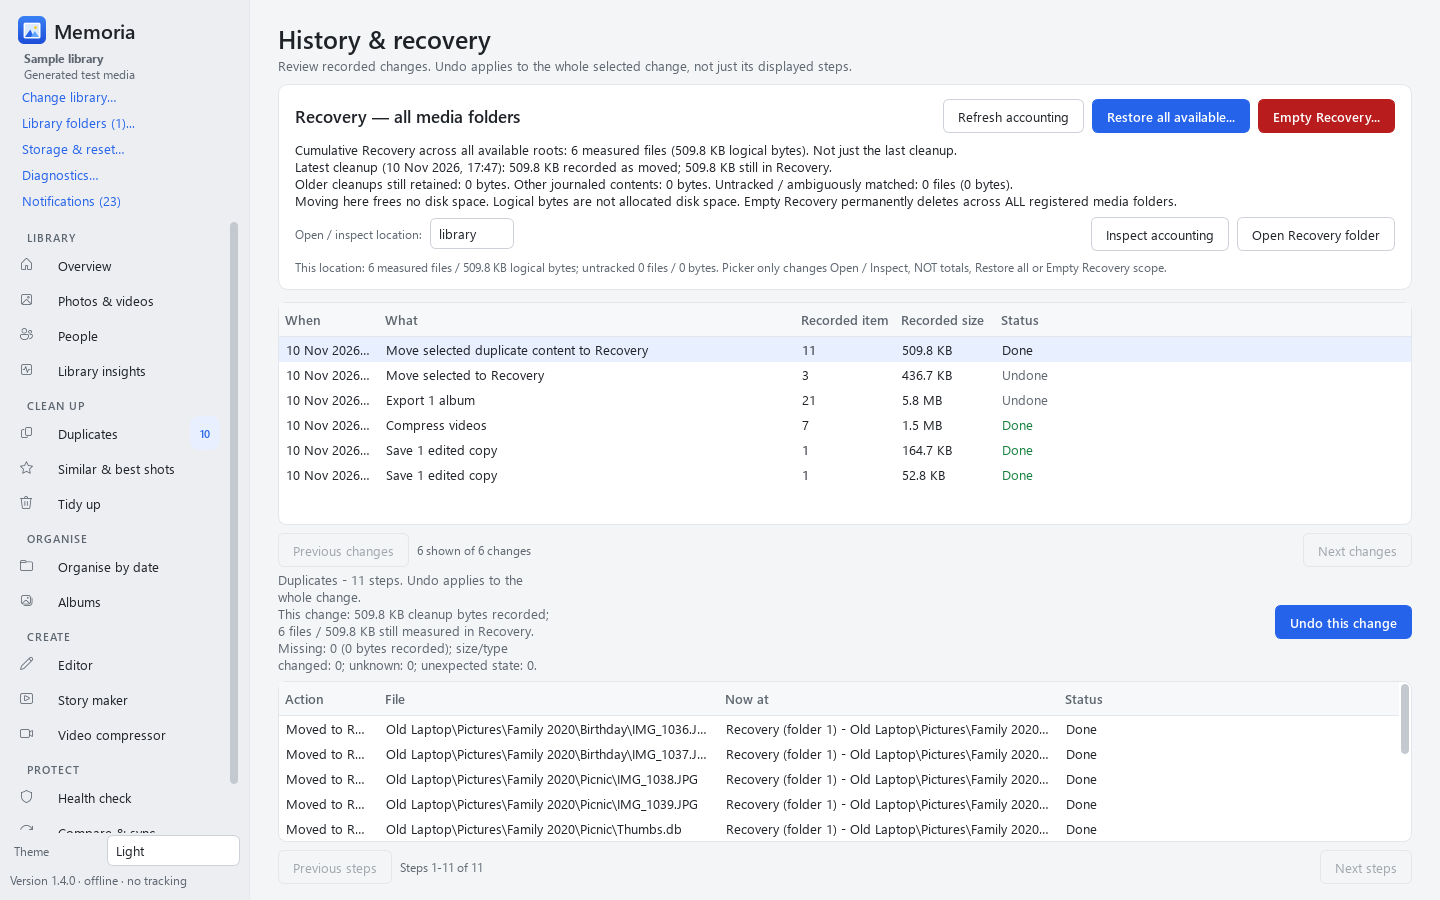 Memoria
Sample library
Generated test media
Change library...
Library folders (1)...
Storage & reset...
Diagnostics...
Notifications (23)
LIBRARY
Overview
Photos & videos
People
Library insights
CLEAN UP
Duplicates 10
Similar & best shots
Tidy up
ORGANISE
Organise by date
Albums
CREATE
Editor
Story maker
Video compressor
PROTECT
Health check
Compare & sync
Theme Light
Version 1.4.0 · offline · no tracking
History & recovery
Review recorded changes. Undo applies to the whole selected change, not just its displayed steps.
Recovery — all media folders
Refresh accounting Restore all available... Empty Recovery...
Cumulative Recovery across all available roots: 6 measured files (509.8 KB logical bytes). Not just the last cleanup.
Latest cleanup (10 Nov 2026, 17:47): 509.8 KB recorded as moved; 509.8 KB still in Recovery.
Older cleanups still retained: 0 bytes. Other journaled contents: 0 bytes. Untracked / ambiguously matched: 0 files (0 bytes).
Moving here frees no disk space. Logical bytes are not allocated disk space. Empty Recovery permanently deletes across ALL registered media folders.
Open / inspect location: library Inspect accounting Open Recovery folder
This location: 6 measured files / 509.8 KB logical bytes; untracked 0 files / 0 bytes. Picker only changes Open / Inspect, NOT totals, Restore all or Empty Recovery scope.
When What Recorded item Recorded size Status
10 Nov 2026... Move selected duplicate content to Recovery 11 509.8 KB Done
10 Nov 2026... Move selected to Recovery 3 436.7 KB Undone
10 Nov 2026... Export 1 album 21 5.8 MB Undone
10 Nov 2026... Compress videos 7 1.5 MB Done
10 Nov 2026... Save 1 edited copy 1 164.7 KB Done
10 Nov 2026... Save 1 edited copy 1 52.8 KB Done
Previous changes 6 shown of 6 changes Next changes
Duplicates - 11 steps. Undo applies to the
whole change.
This change: 509.8 KB cleanup bytes recorded;
6 files / 509.8 KB still measured in Recovery.
Missing: 0 (0 bytes recorded); size/type
changed: 0; unknown: 0; unexpected state: 0.
Undo this change
Action File Now at Status
Moved to R... Old Laptop\Pictures\Family 2020\Birthday\IMG_1036.J... Recovery (folder 1) - Old Laptop\Pictures\Family 2020... Done
Moved to R... Old Laptop\Pictures\Family 2020\Birthday\IMG_1037.J... Recovery (folder 1) - Old Laptop\Pictures\Family 2020... Done
Moved to R... Old Laptop\Pictures\Family 2020\Picnic\IMG_1038.JPG Recovery (folder 1) - Old Laptop\Pictures\Family 2020... Done
Moved to R... Old Laptop\Pictures\Family 2020\Picnic\IMG_1039.JPG Recovery (folder 1) - Old Laptop\Pictures\Family 2020... Done
Moved to R... Old Laptop\Pictures\Family 2020\Picnic\Thumbs.db Recovery (folder 1) - Old Laptop\Pictures\Family 2020... Done
Previous steps Steps 1-11 of 11 Next steps